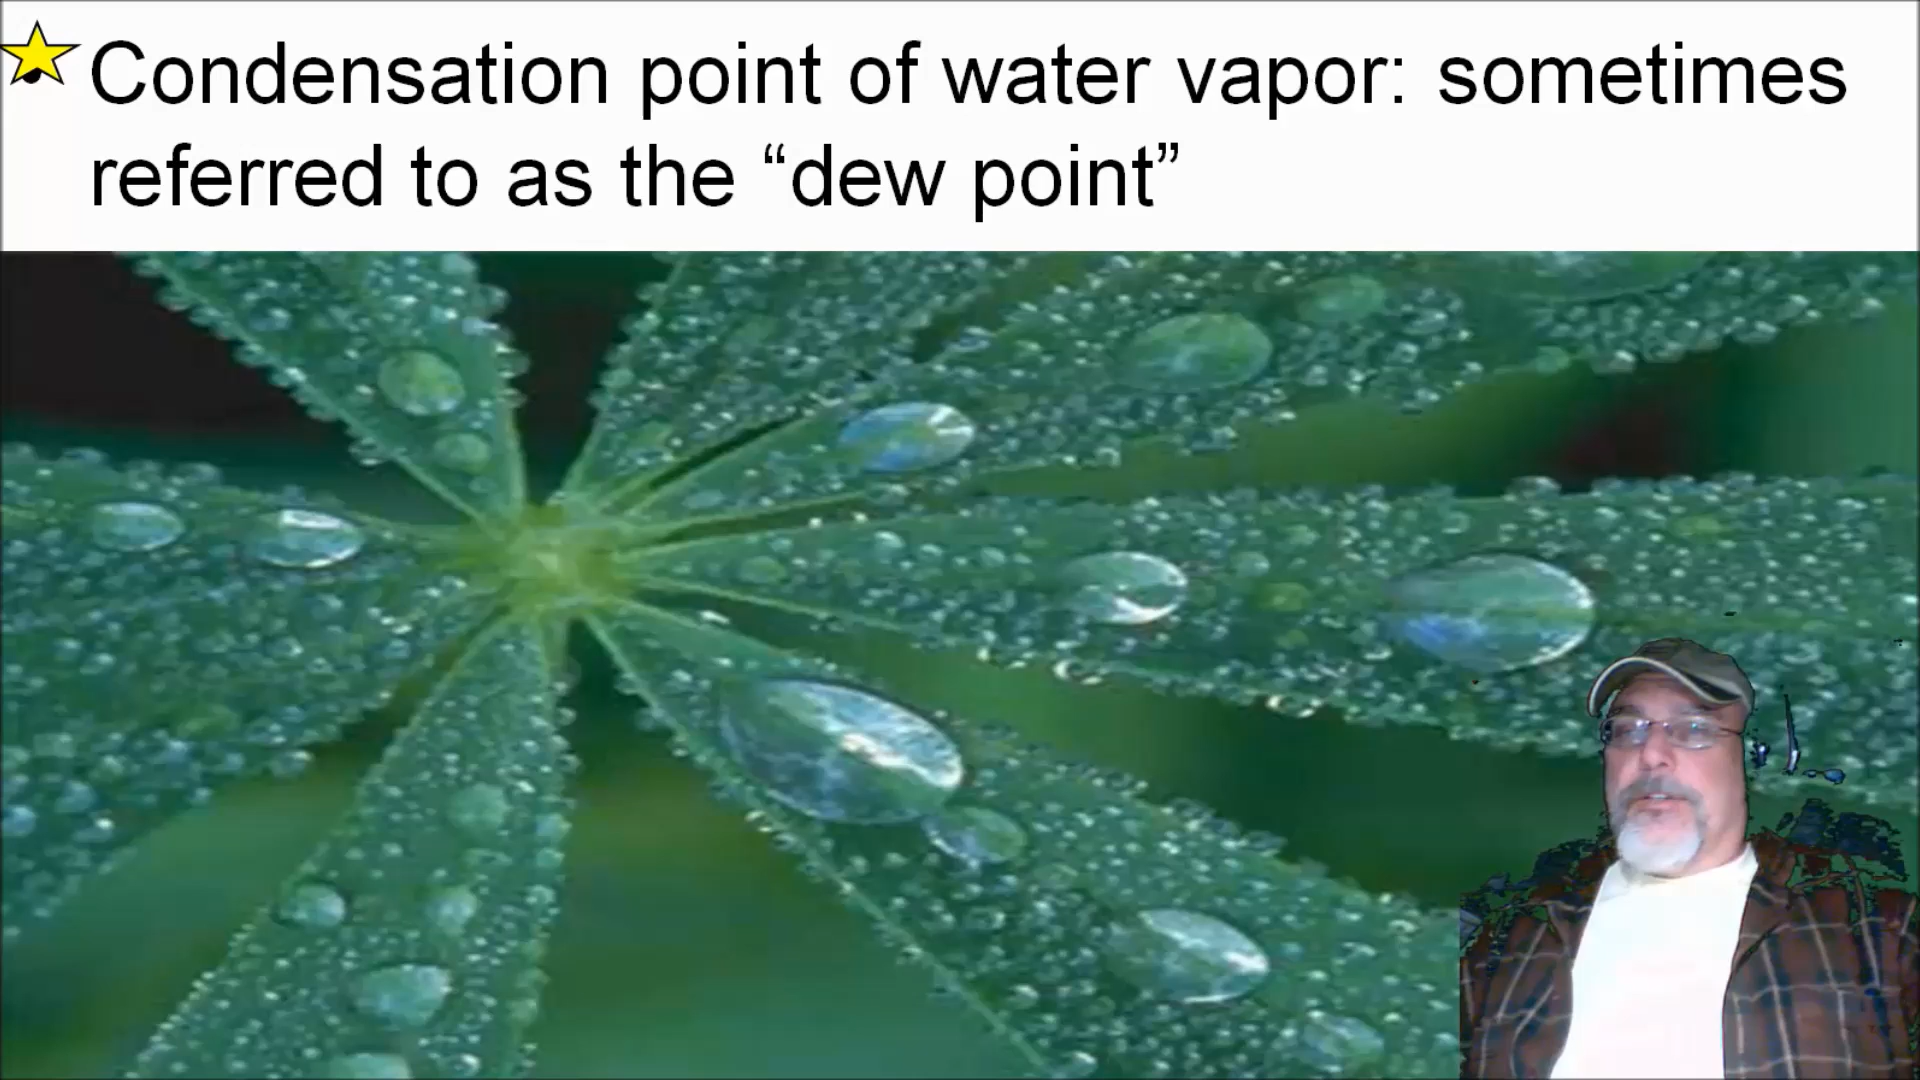 Condensation point of water vapor: sometimes
referred to as the “dew point”